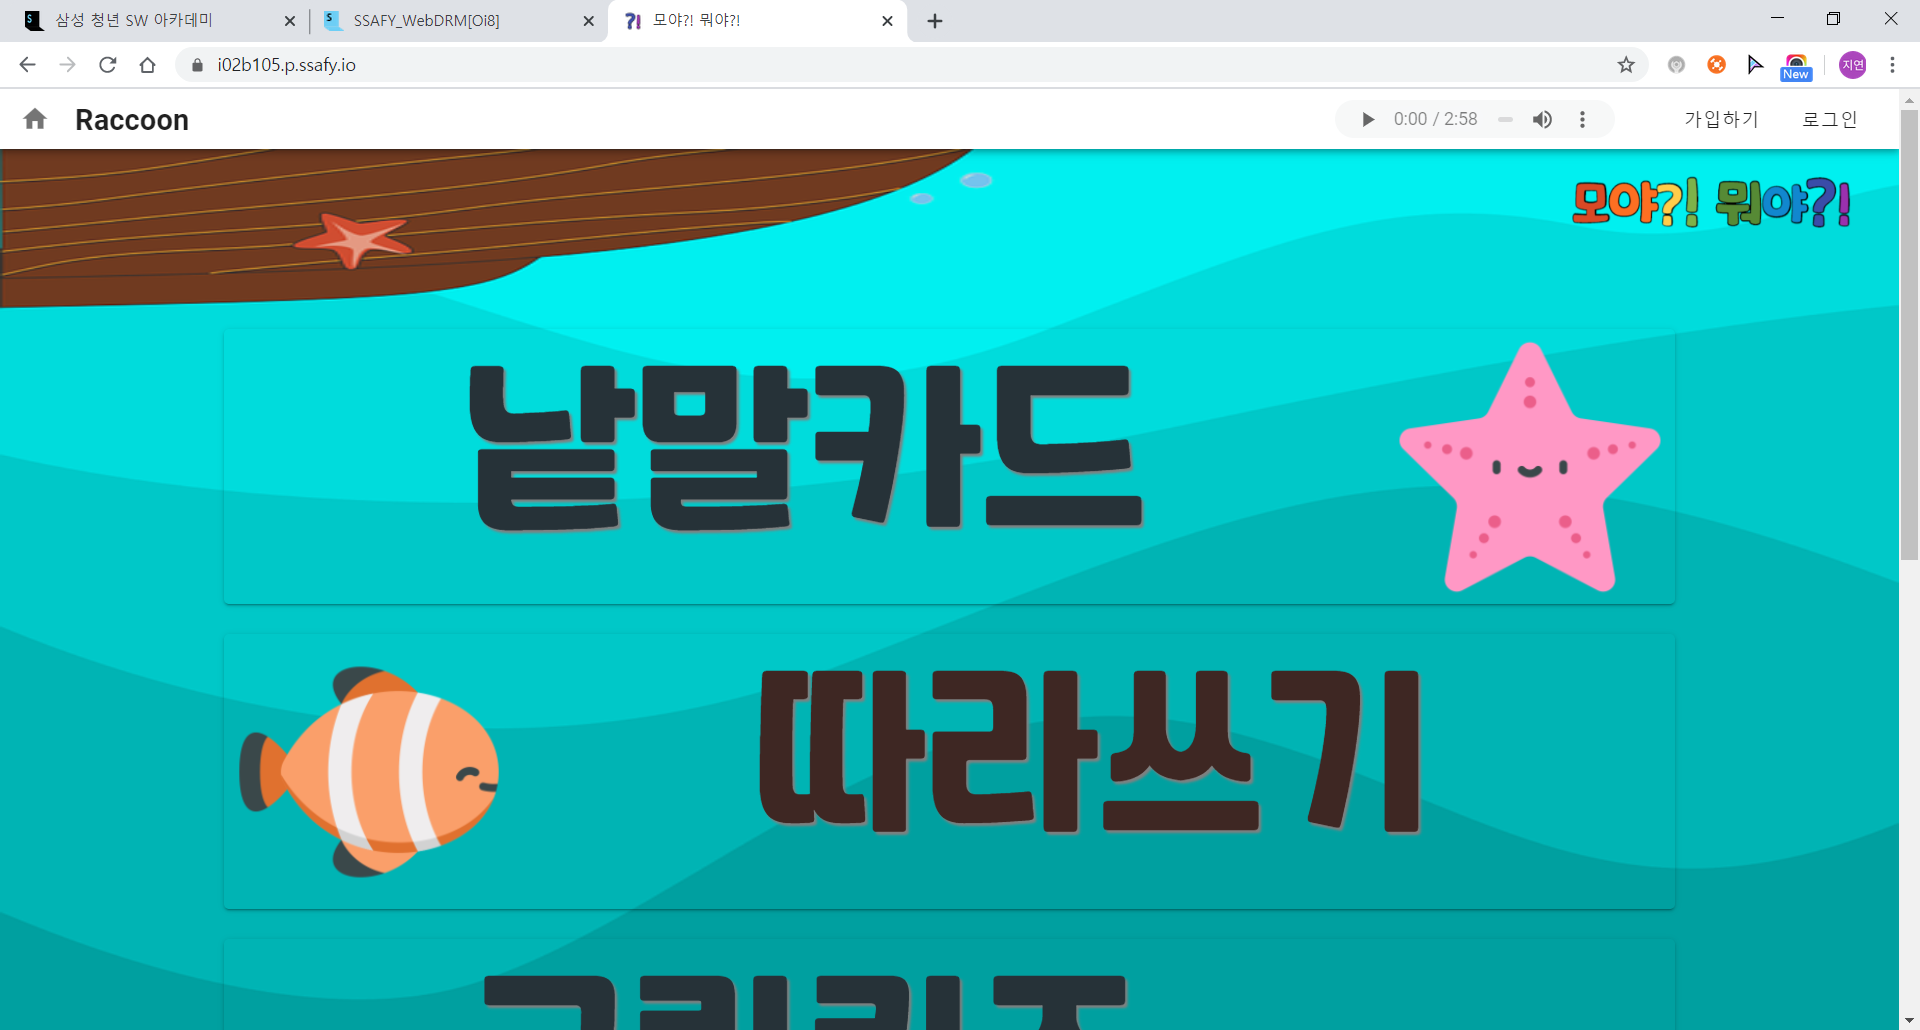 삼성 청년 SW 아카데미
SSAFY_WebDRM[Oi8]
모야?! 뭐야?!
i02b105.p.ssafy.io
New
지연
Raccoon
0:00 / 2:58
가입하기
로그인
모야?! 뭐야?!
낱말카드
따라쓰기